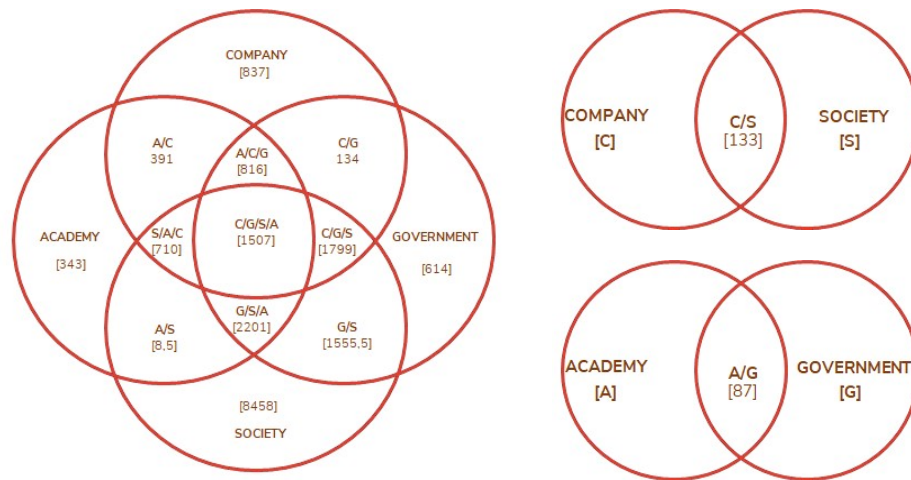 COMPANY
[837]
A/C
391
A/C/G
[816]
C/G
134
ACADEMY
[343]
S/A/C
[710]
C/G/S/A
[1507]
C/G/S
[1799]
GOVERNMENT
[614]
A/S
[8,5]
G/S/A
[2201]
G/S
[1555,5]
[8458]
SOCIETY
COMPANY
[C]
C/S
[133]
SOCIETY
[S]
ACADEMY
[A]
A/G
[87]
GOVERNMENT
[G]